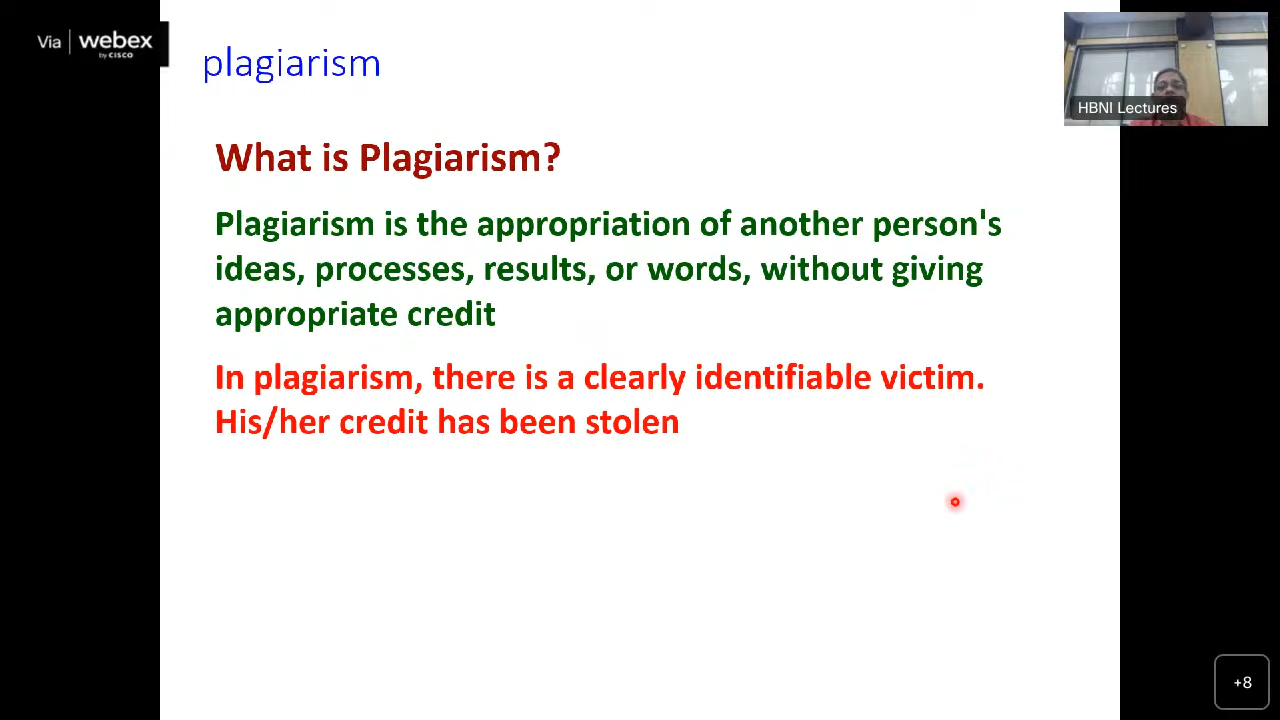 Via webex
by CISCO
plagiarism
HBNI Lectures
What is Plagiarism?
Plagiarism is the appropriation of another person's
ideas, processes, results, or words, without giving
appropriate credit
In plagiarism, there is a clearly identifiable victim.
His/her credit has been stolen
+8